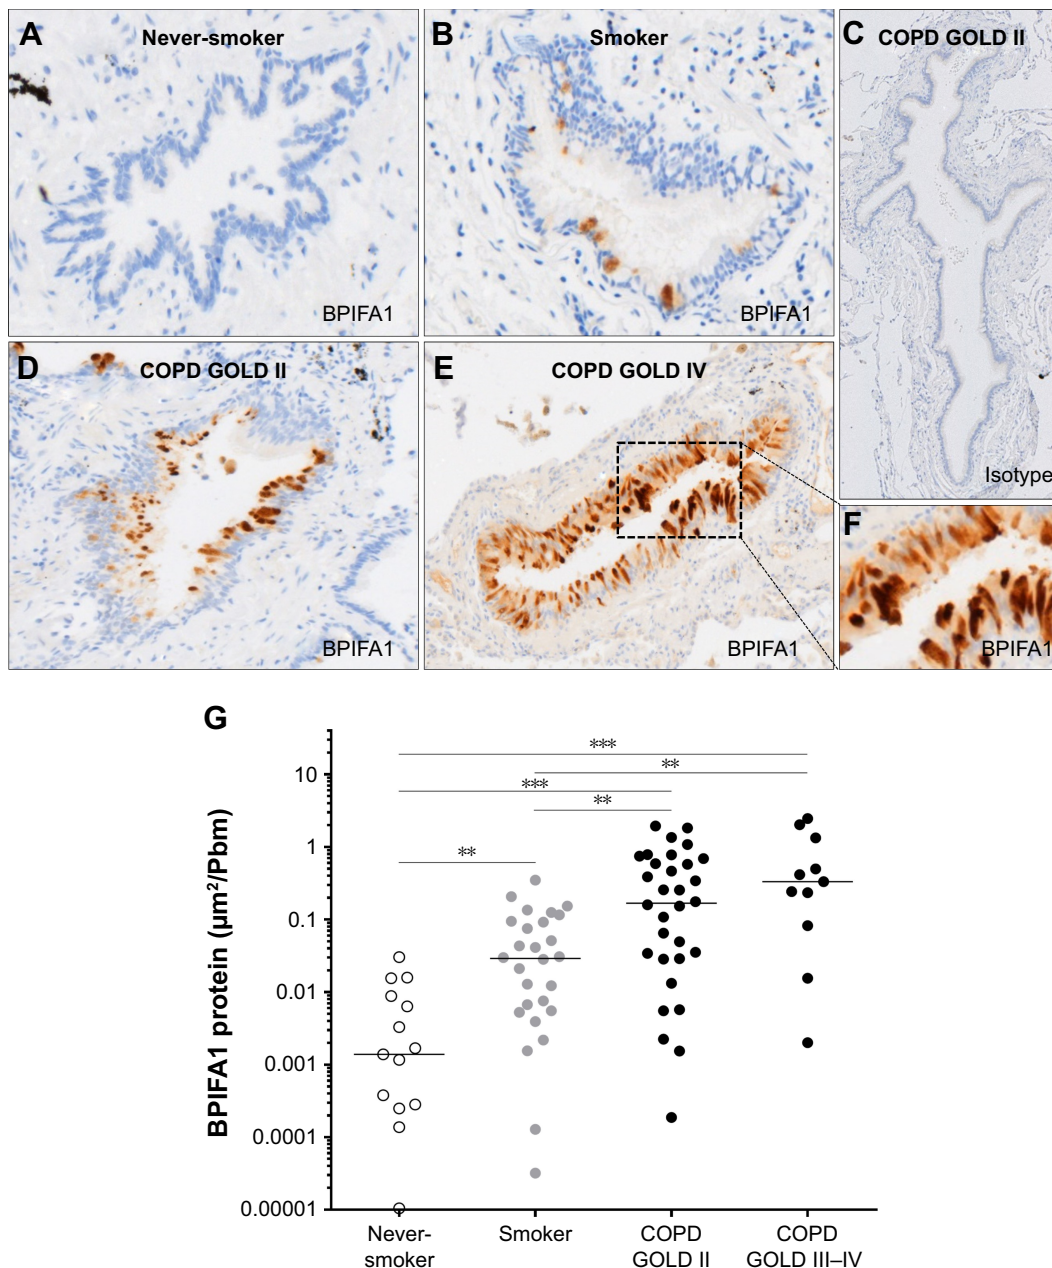 A
Never-smoker
BPIFA1
B
Smoker
BPIFA1
C
COPD GOLD II
Isotype
D
COPD GOLD II
BPIFA1
E
COPD GOLD IV
BPIFA1
F
BPIFA1
G
BPIFA1 protein (µm²/Pbm)
10
1
0.1
0.01
0.001
0.0001
0.00001
***
**
***
**
**
Never-
smoker
Smoker
COPD
GOLD II
COPD
GOLD III–IV